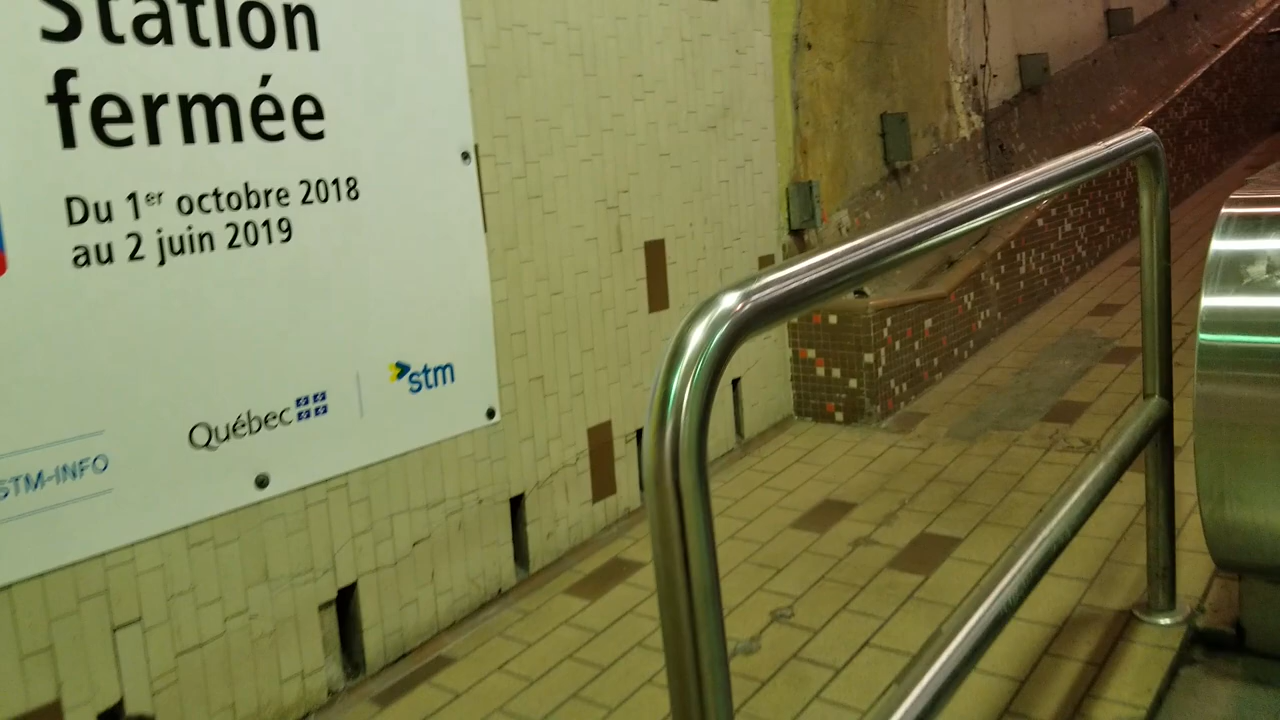 Station
fermée
Du 1er octobre 2018
au 2 juin 2019
Québec
stm
STM-INFO